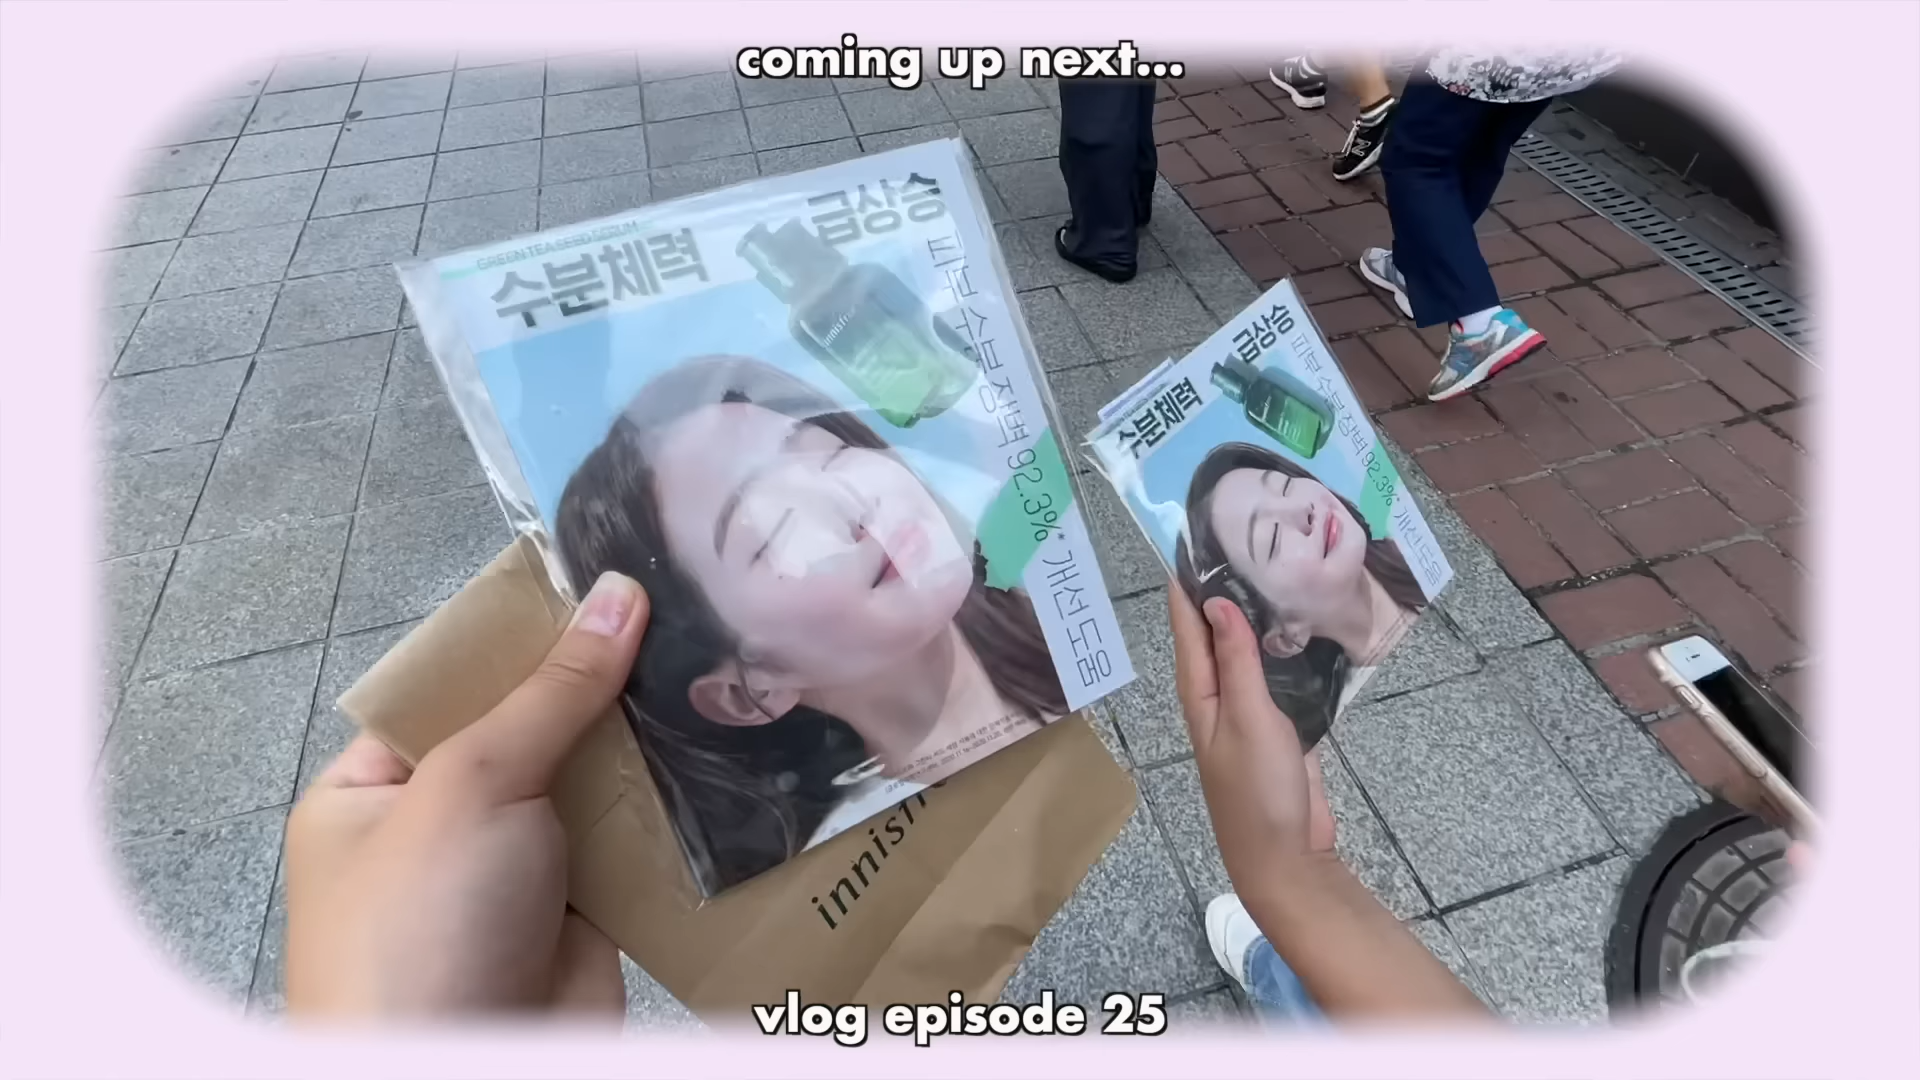 coming up next...
GREEN TEA SEED SERUM
수분체력
급상승
피부 수분장벽 92.3%* 개선 도움
innisfr
수분체력
급상승
피부 수분장벽 92.3%* 개선 도움
vlog episode 25